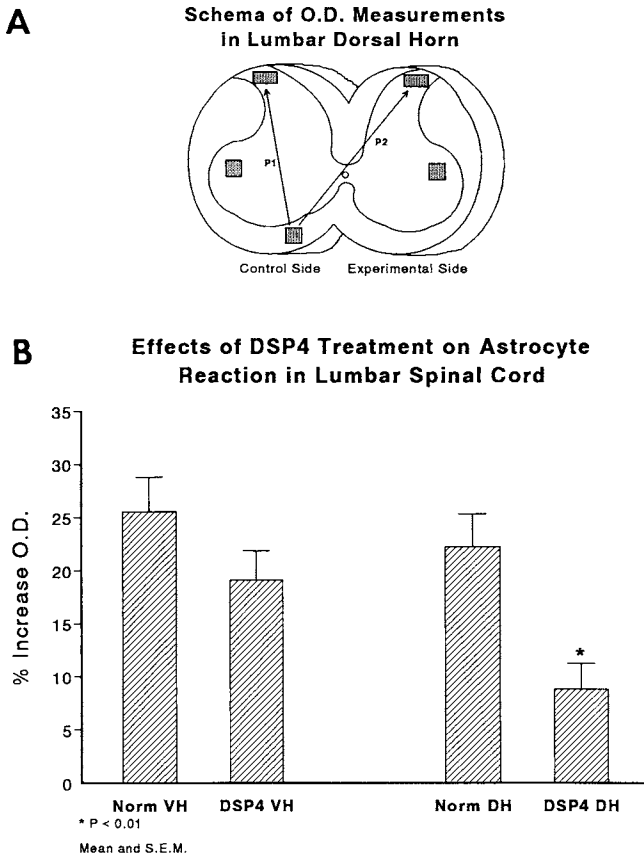 A
Schema of O.D. Measurements
in Lumbar Dorsal Horn
P1
P2
Control Side
Experimental Side
B
Effects of DSP4 Treatment on Astrocyte
Reaction in Lumbar Spinal Cord
% Increase O.D.
35
30
25
20
15
10
5
0
*
Norm VH
DSP4 VH
Norm DH
DSP4 DH
* P < 0.01
Mean and S.E.M.